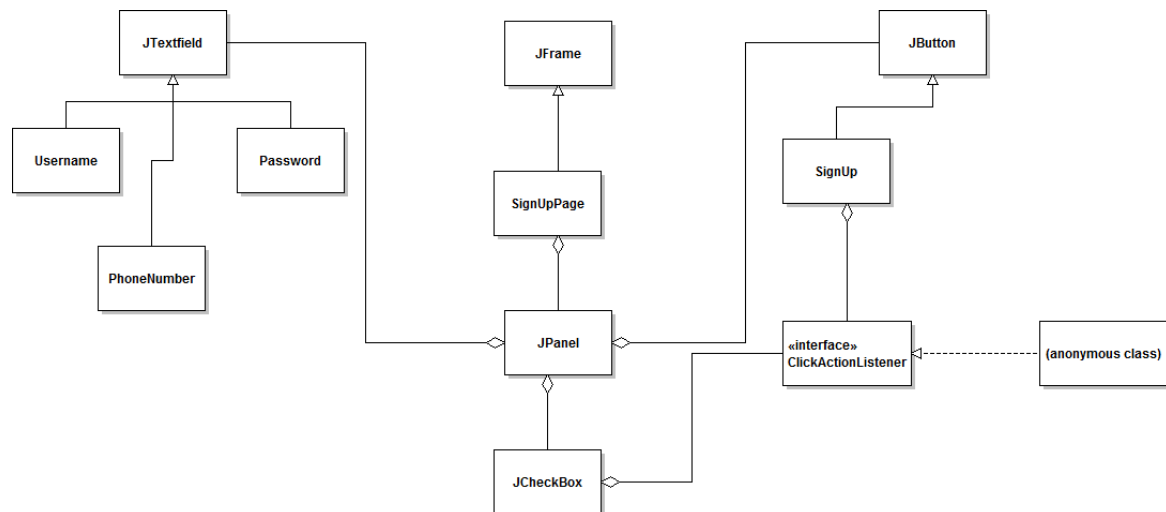 JTextfield
JFrame
JButton
Username
Password
SignUpPage
SignUp
PhoneNumber
JPanel
«interface»
ClickActionListener
(anonymous class)
JCheckBox